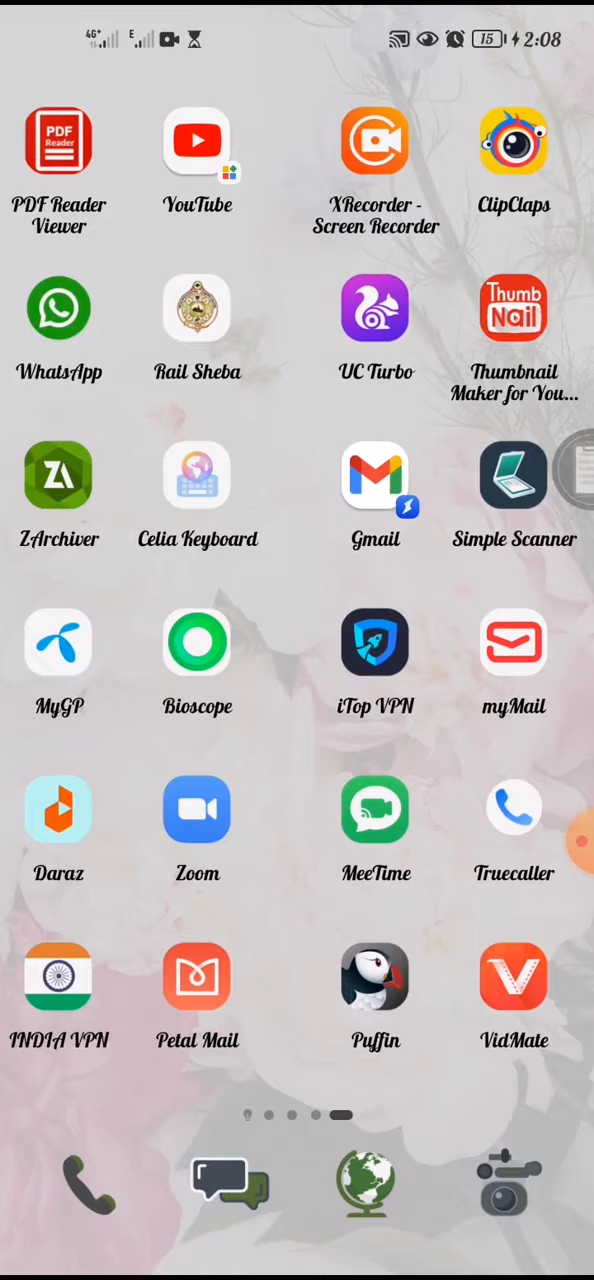 4G+ E 15 2:08
PDF
Reader
PDF Reader
Viewer
YouTube
XRecorder -
Screen Recorder
ClipClaps
WhatsApp
Rail Sheba
UC Turbo
Thumb
Nail
Thumbnail
Maker for You...
ZA
ZArchiver
Celia Keyboard
Gmail
Simple Scanner
MyGP
Bioscope
iTop VPN
myMail
Daraz
Zoom
MeeTime
Truecaller
INDIA VPN
Petal Mail
Puffin
VidMate